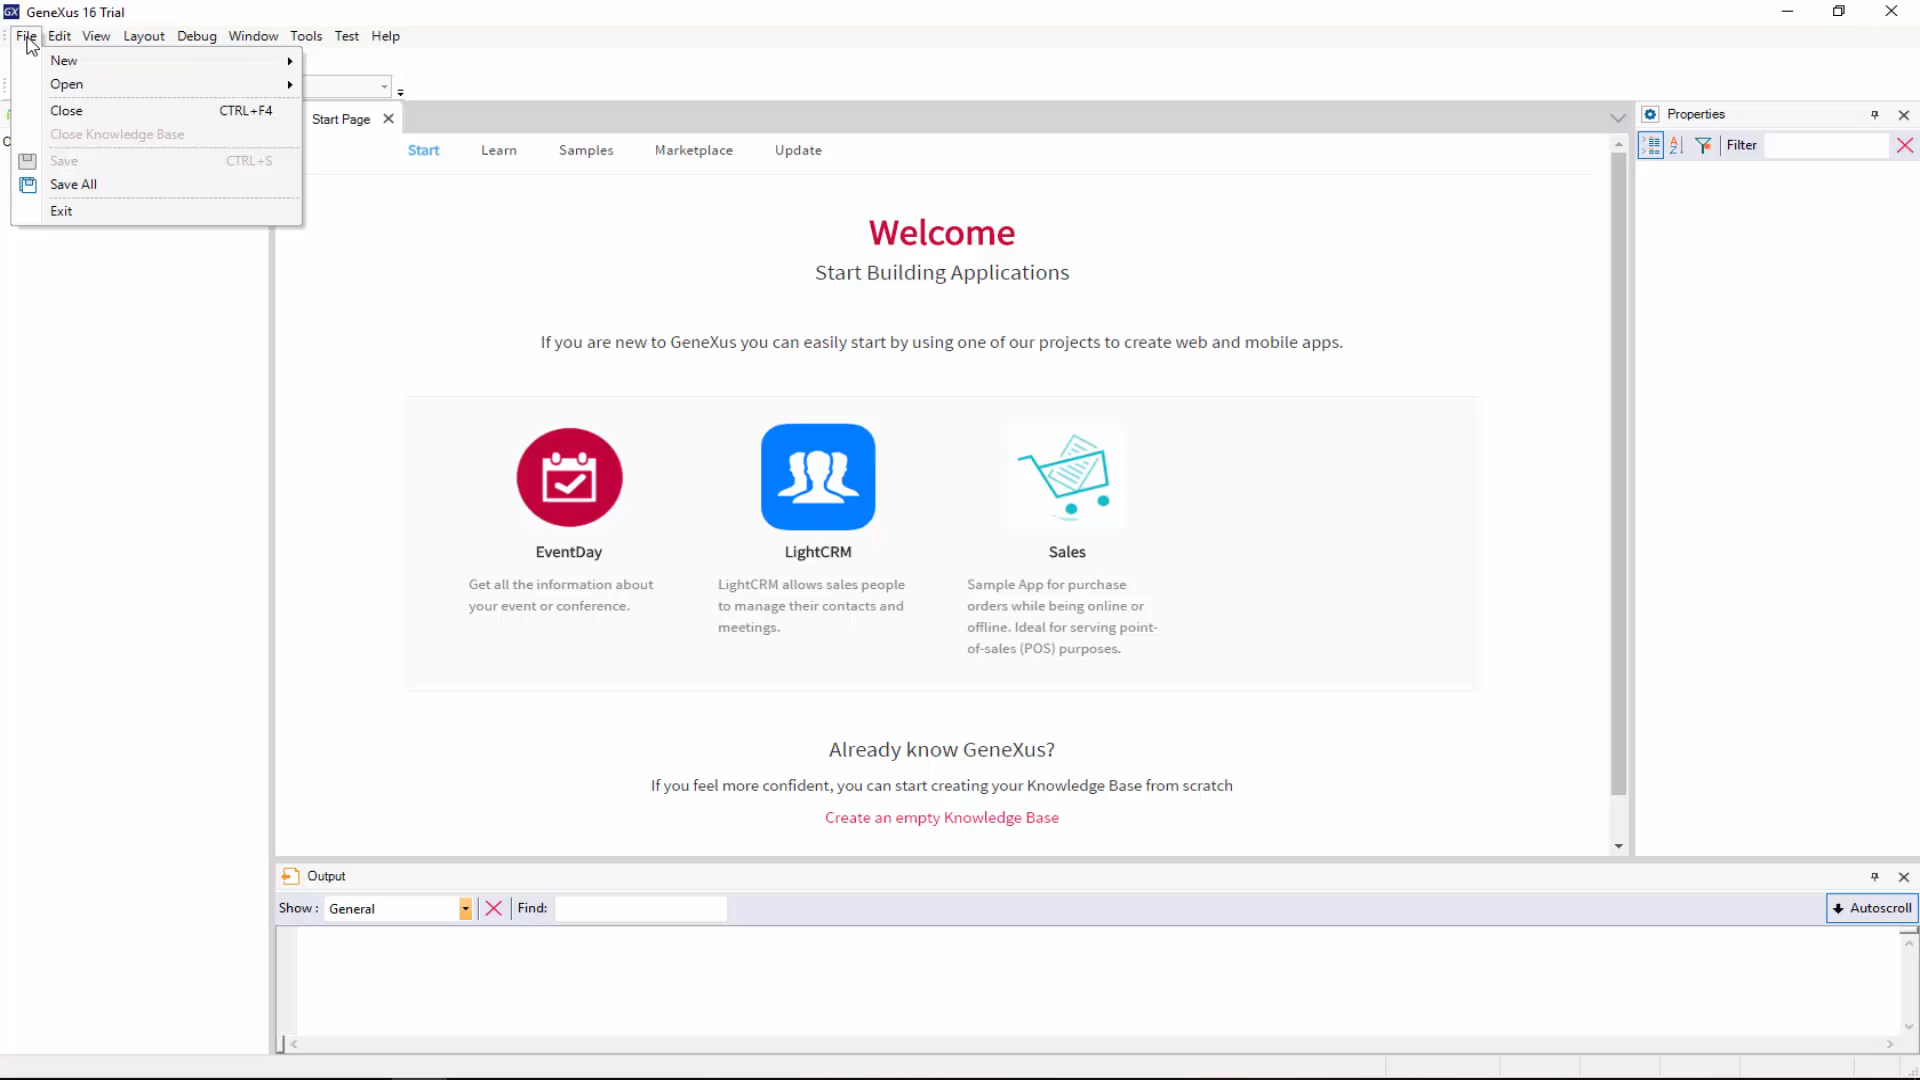 GX GeneXus 16 Trial
File Edit View Layout Debug Window Tools Test Help
New
Open
Close CTRL+F4
Close Knowledge Base
Save CTRL+S
Save All
Exit
Start Page
Start Learn Samples Marketplace Update
Welcome
Start Building Applications
If you are new to GeneXus you can easily start by using one of our projects to create web and mobile apps.
EventDay
Get all the information about
your event or conference.
LightCRM
LightCRM allows sales people
to manage their contacts and
meetings.
Sales
Sample App for purchase
orders while being online or
offline. Ideal for serving point-
of-sales (POS) purposes.
Already know GeneXus?
If you feel more confident, you can start creating your Knowledge Base from scratch
Create an empty Knowledge Base
Properties
Filter
Output
Show : General Find:
Autoscroll